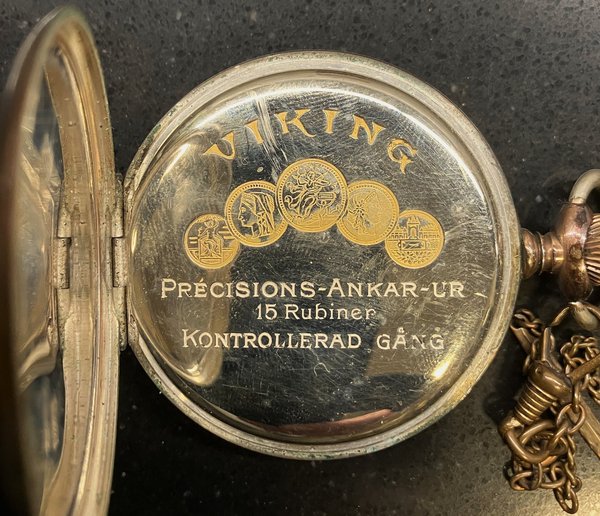 VIKING
PRÉCISIONS-ANKAR-UR
15 Rubiner
KONTROLLERAD GÅNG